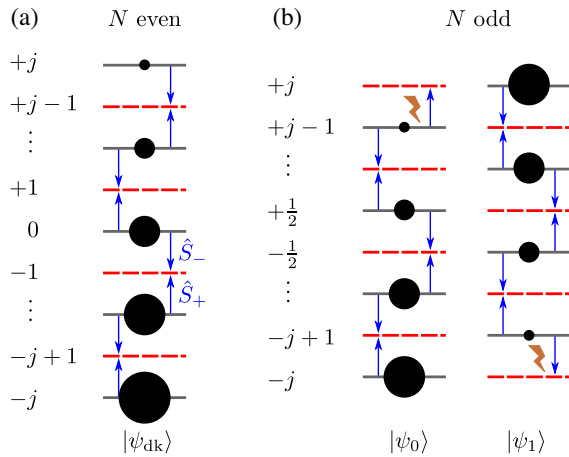 (a) N even
+j
+j − 1
⋮
+1
0
−1
⋮
−j + 1
−j
Ŝ₋
Ŝ₊
|ψ_dk⟩
(b) N odd
+j
+j − 1
⋮
+½
−½
⋮
−j + 1
−j
|ψ₀⟩ |ψ₁⟩